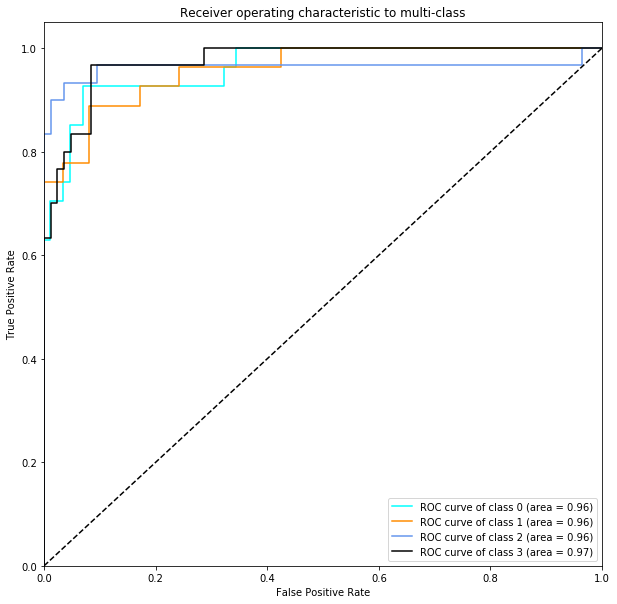 Receiver operating characteristic to multi-class
True Positive Rate
1.0
0.8
0.6
0.4
0.2
0.0
ROC curve of class 0 (area = 0.96)
ROC curve of class 1 (area = 0.96)
ROC curve of class 2 (area = 0.96)
ROC curve of class 3 (area = 0.97)
0.0 0.2 0.4 0.6 0.8 1.0
False Positive Rate